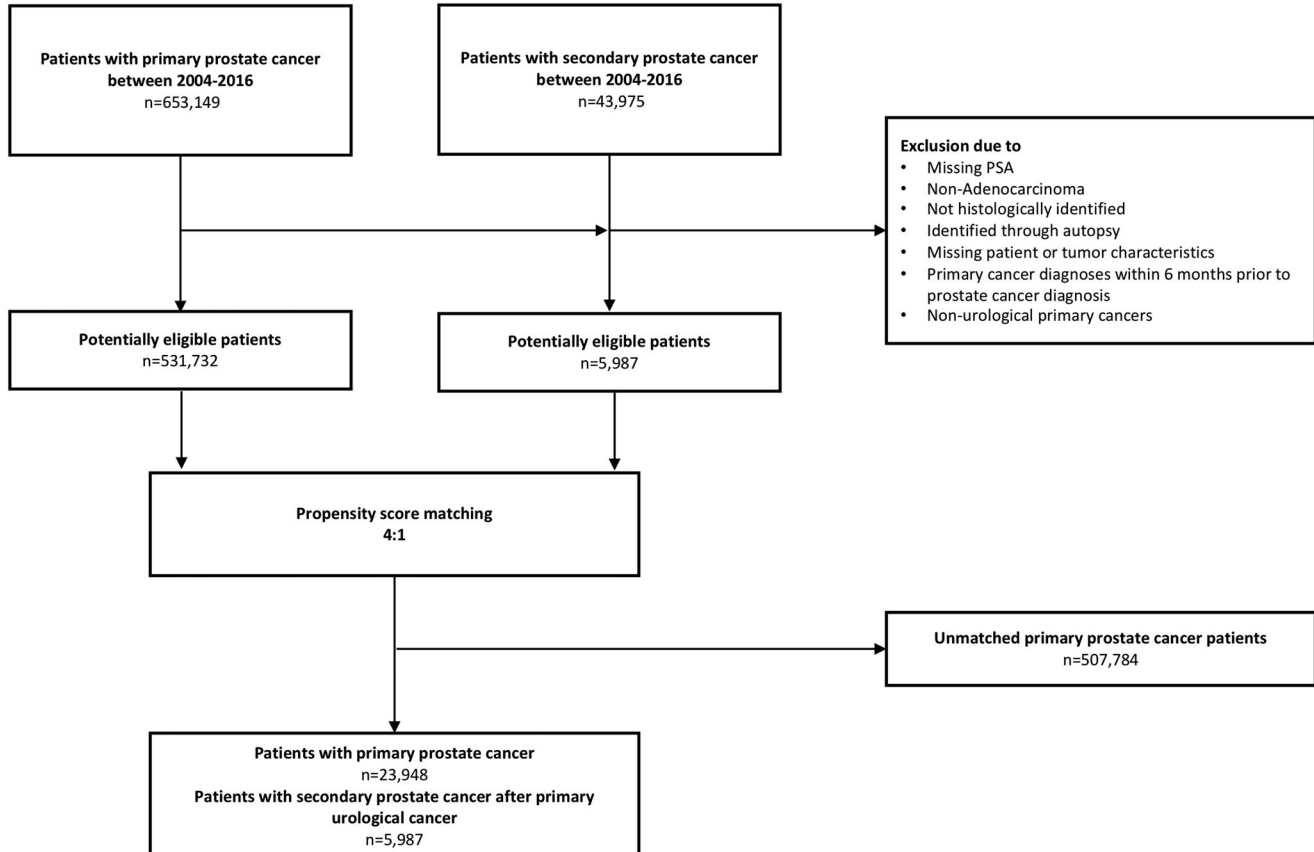 Patients with primary prostate cancer
between 2004-2016
n=653,149
Patients with secondary prostate cancer
between 2004-2016
n=43,975
Exclusion due to
• Missing PSA
• Non-Adenocarcinoma
• Not histologically identified
• Identified through autopsy
• Missing patient or tumor characteristics
• Primary cancer diagnoses within 6 months prior to
prostate cancer diagnosis
• Non-urological primary cancers
Potentially eligible patients
n=531,732
Potentially eligible patients
n=5,987
Propensity score matching
4:1
Unmatched primary prostate cancer patients
n=507,784
Patients with primary prostate cancer
n=23,948
Patients with secondary prostate cancer after primary
urological cancer
n=5,987